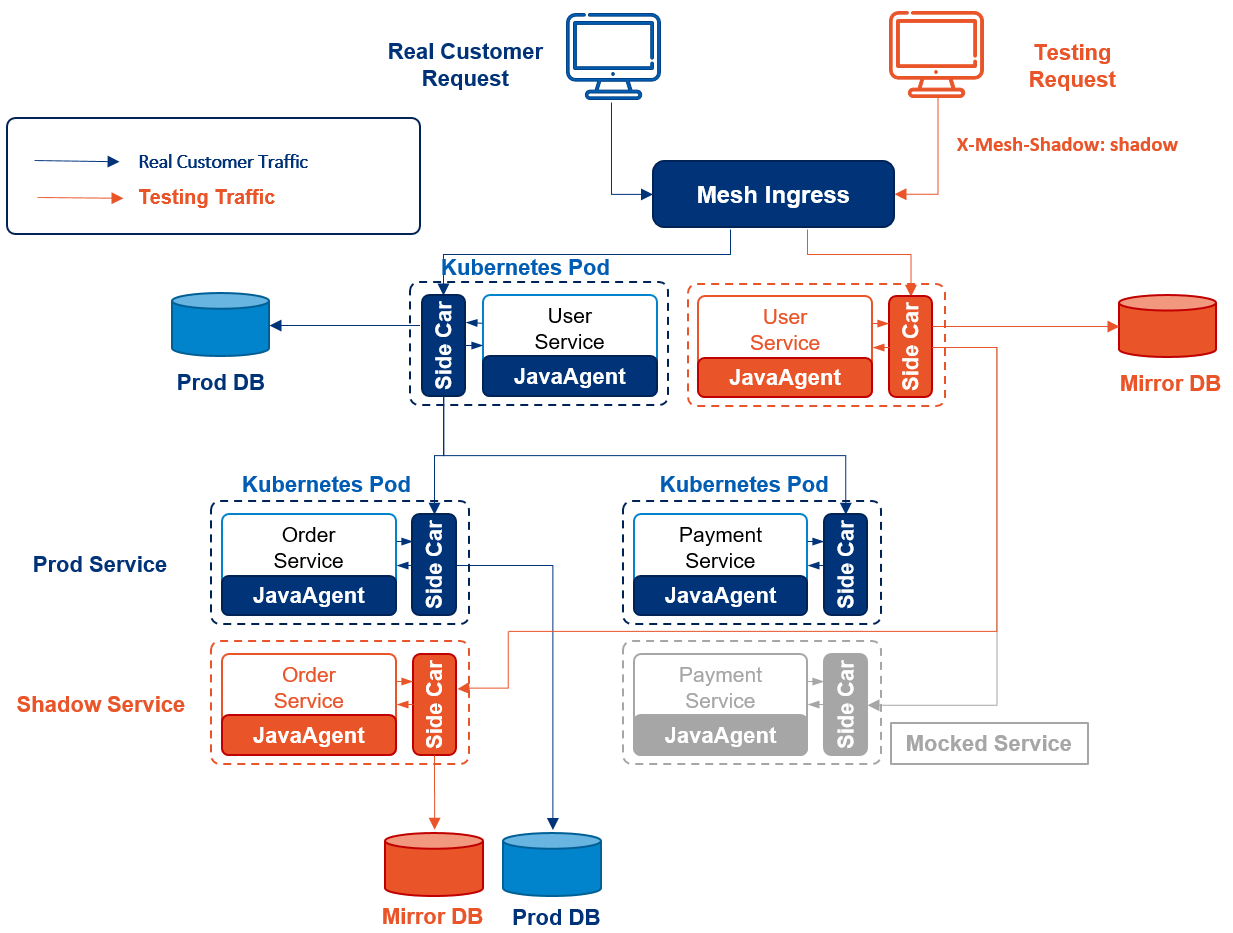 Real Customer
Request
Testing
Request
X-Mesh-Shadow: shadow
Real Customer Traffic
Testing Traffic
Mesh Ingress
Kubernetes Pod
Side Car
User
Service
JavaAgent
User
Service
JavaAgent
Side Car
Prod DB
Mirror DB
Kubernetes Pod
Kubernetes Pod
Prod Service
Order
Service
JavaAgent
Side Car
Payment
Service
JavaAgent
Side Car
Shadow Service
Order
Service
JavaAgent
Side Car
Payment
Service
JavaAgent
Side Car
Mocked Service
Mirror DB
Prod DB